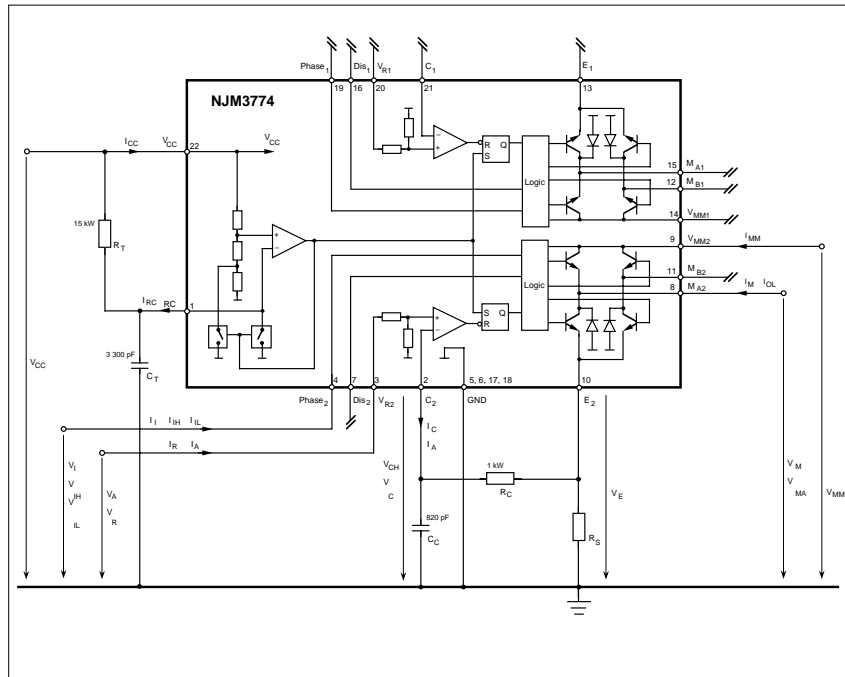 Phase1 Dis1 VR1 C1 E1
19 16 20 21 13
NJM3774
ICC VCC 22 VCC
R Q
S
Logic
15 MA1
12 MB1
14 VMM1
15 kW
RT
+
−
9 VMM2 IMM
11 MB2
8 MA2 IM IOL
Logic
IRC RC
1
S Q
R
3 300 pF
CT
VCC
4 7 3 2 5, 6, 17, 18 10
Phase2 Dis2 VR2 C2 GND E2
II IIH IIL
IR IA
IC
IA
VI
VIH
VIL
VA
VR
VCH
VC
1 kW
RC
VE
VM
VMA
VMM
820 pF
CC
RS